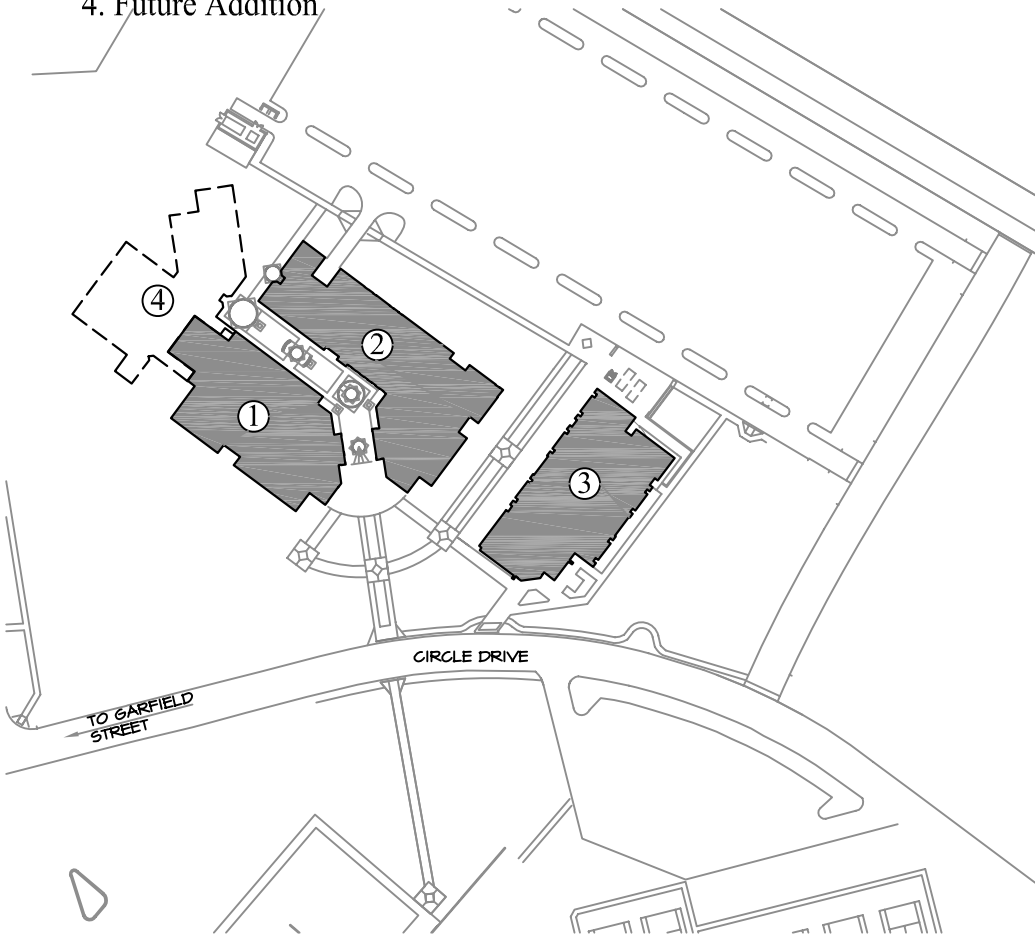 4. Future Addition
4
2
1
3
CIRCLE DRIVE
TO GARFIELD
STREET